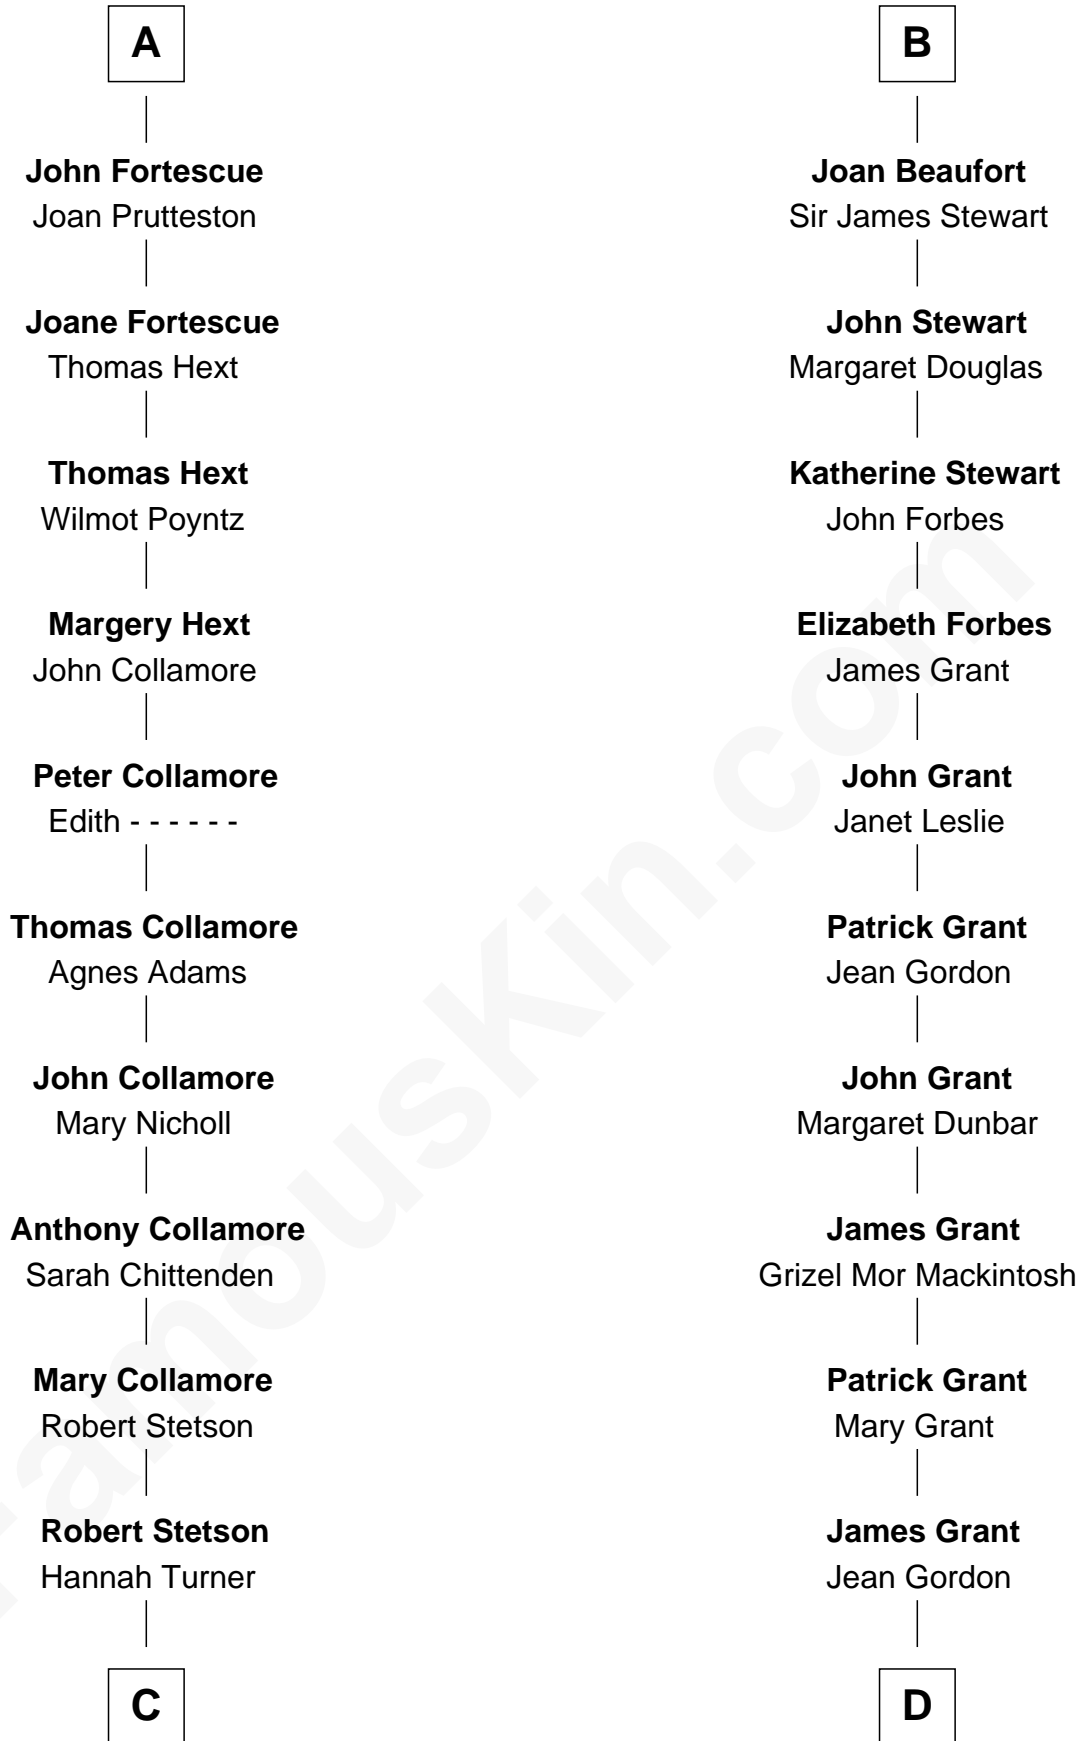 A
John Fortescue
Joan Prutteston
Joane Fortescue
Thomas Hext
Thomas Hext
Wilmot Poyntz
Margery Hext
John Collamore
Peter Collamore
Edith - - - - - -
Thomas Collamore
Agnes Adams
John Collamore
Mary Nicholl
Anthony Collamore
Sarah Chittenden
Mary Collamore
Robert Stetson
Robert Stetson
Hannah Turner
C
B
Joan Beaufort
Sir James Stewart
John Stewart
Margaret Douglas
Katherine Stewart
John Forbes
Elizabeth Forbes
James Grant
John Grant
Janet Leslie
Patrick Grant
Jean Gordon
John Grant
Margaret Dunbar
James Grant
Grizel Mor Mackintosh
Patrick Grant
Mary Grant
James Grant
Jean Gordon
D
FamousKin.com